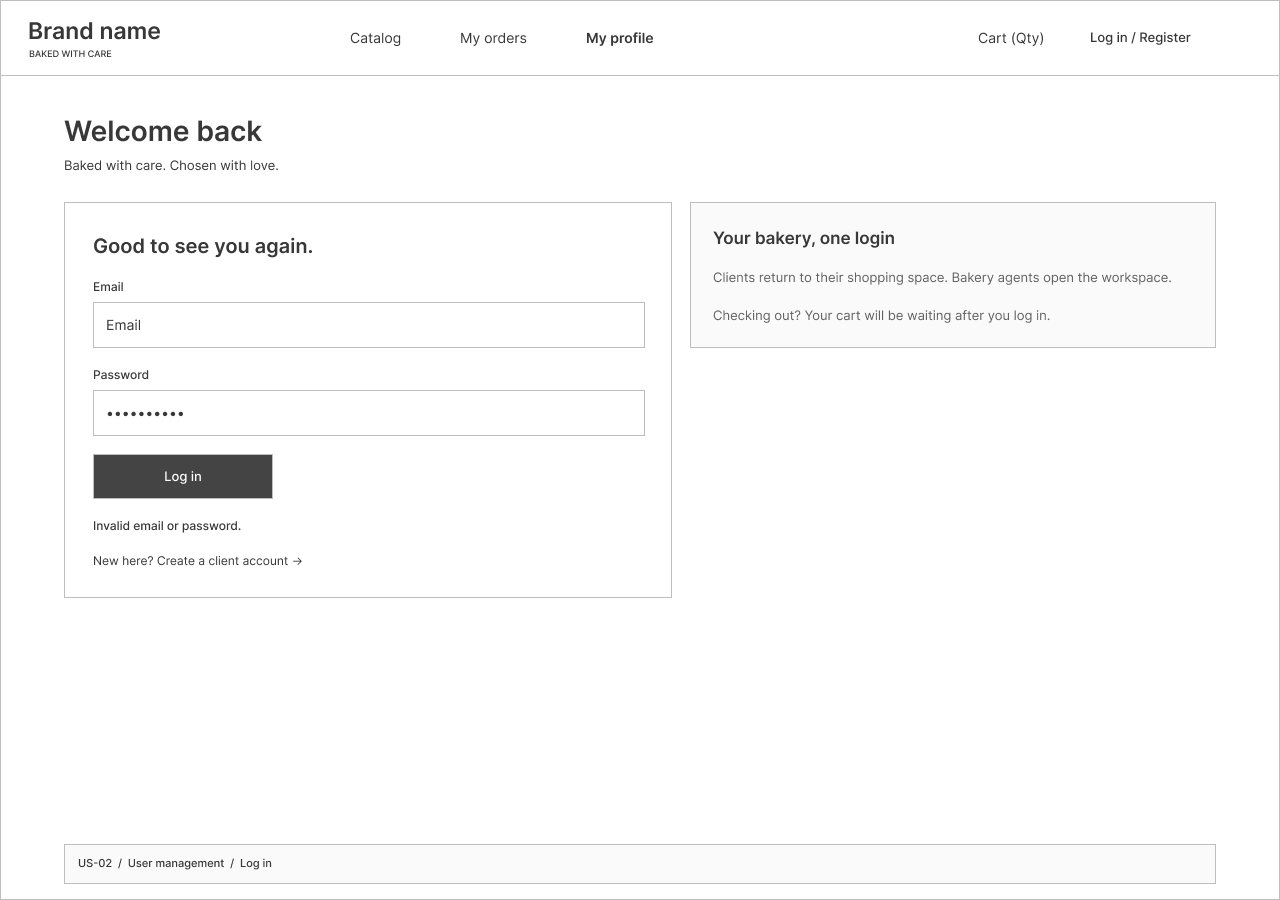 Brand name
BAKED WITH CARE
Catalog
My orders
My profile
Cart (Qty)
Log in / Register
Welcome back
Baked with care. Chosen with love.
Good to see you again.
Email
Email
Password
••••••••••
Log in
Invalid email or password.
New here? Create a client account →
Your bakery, one login
Clients return to their shopping space. Bakery agents open the workspace.
Checking out? Your cart will be waiting after you log in.
US-02 / User management / Log in